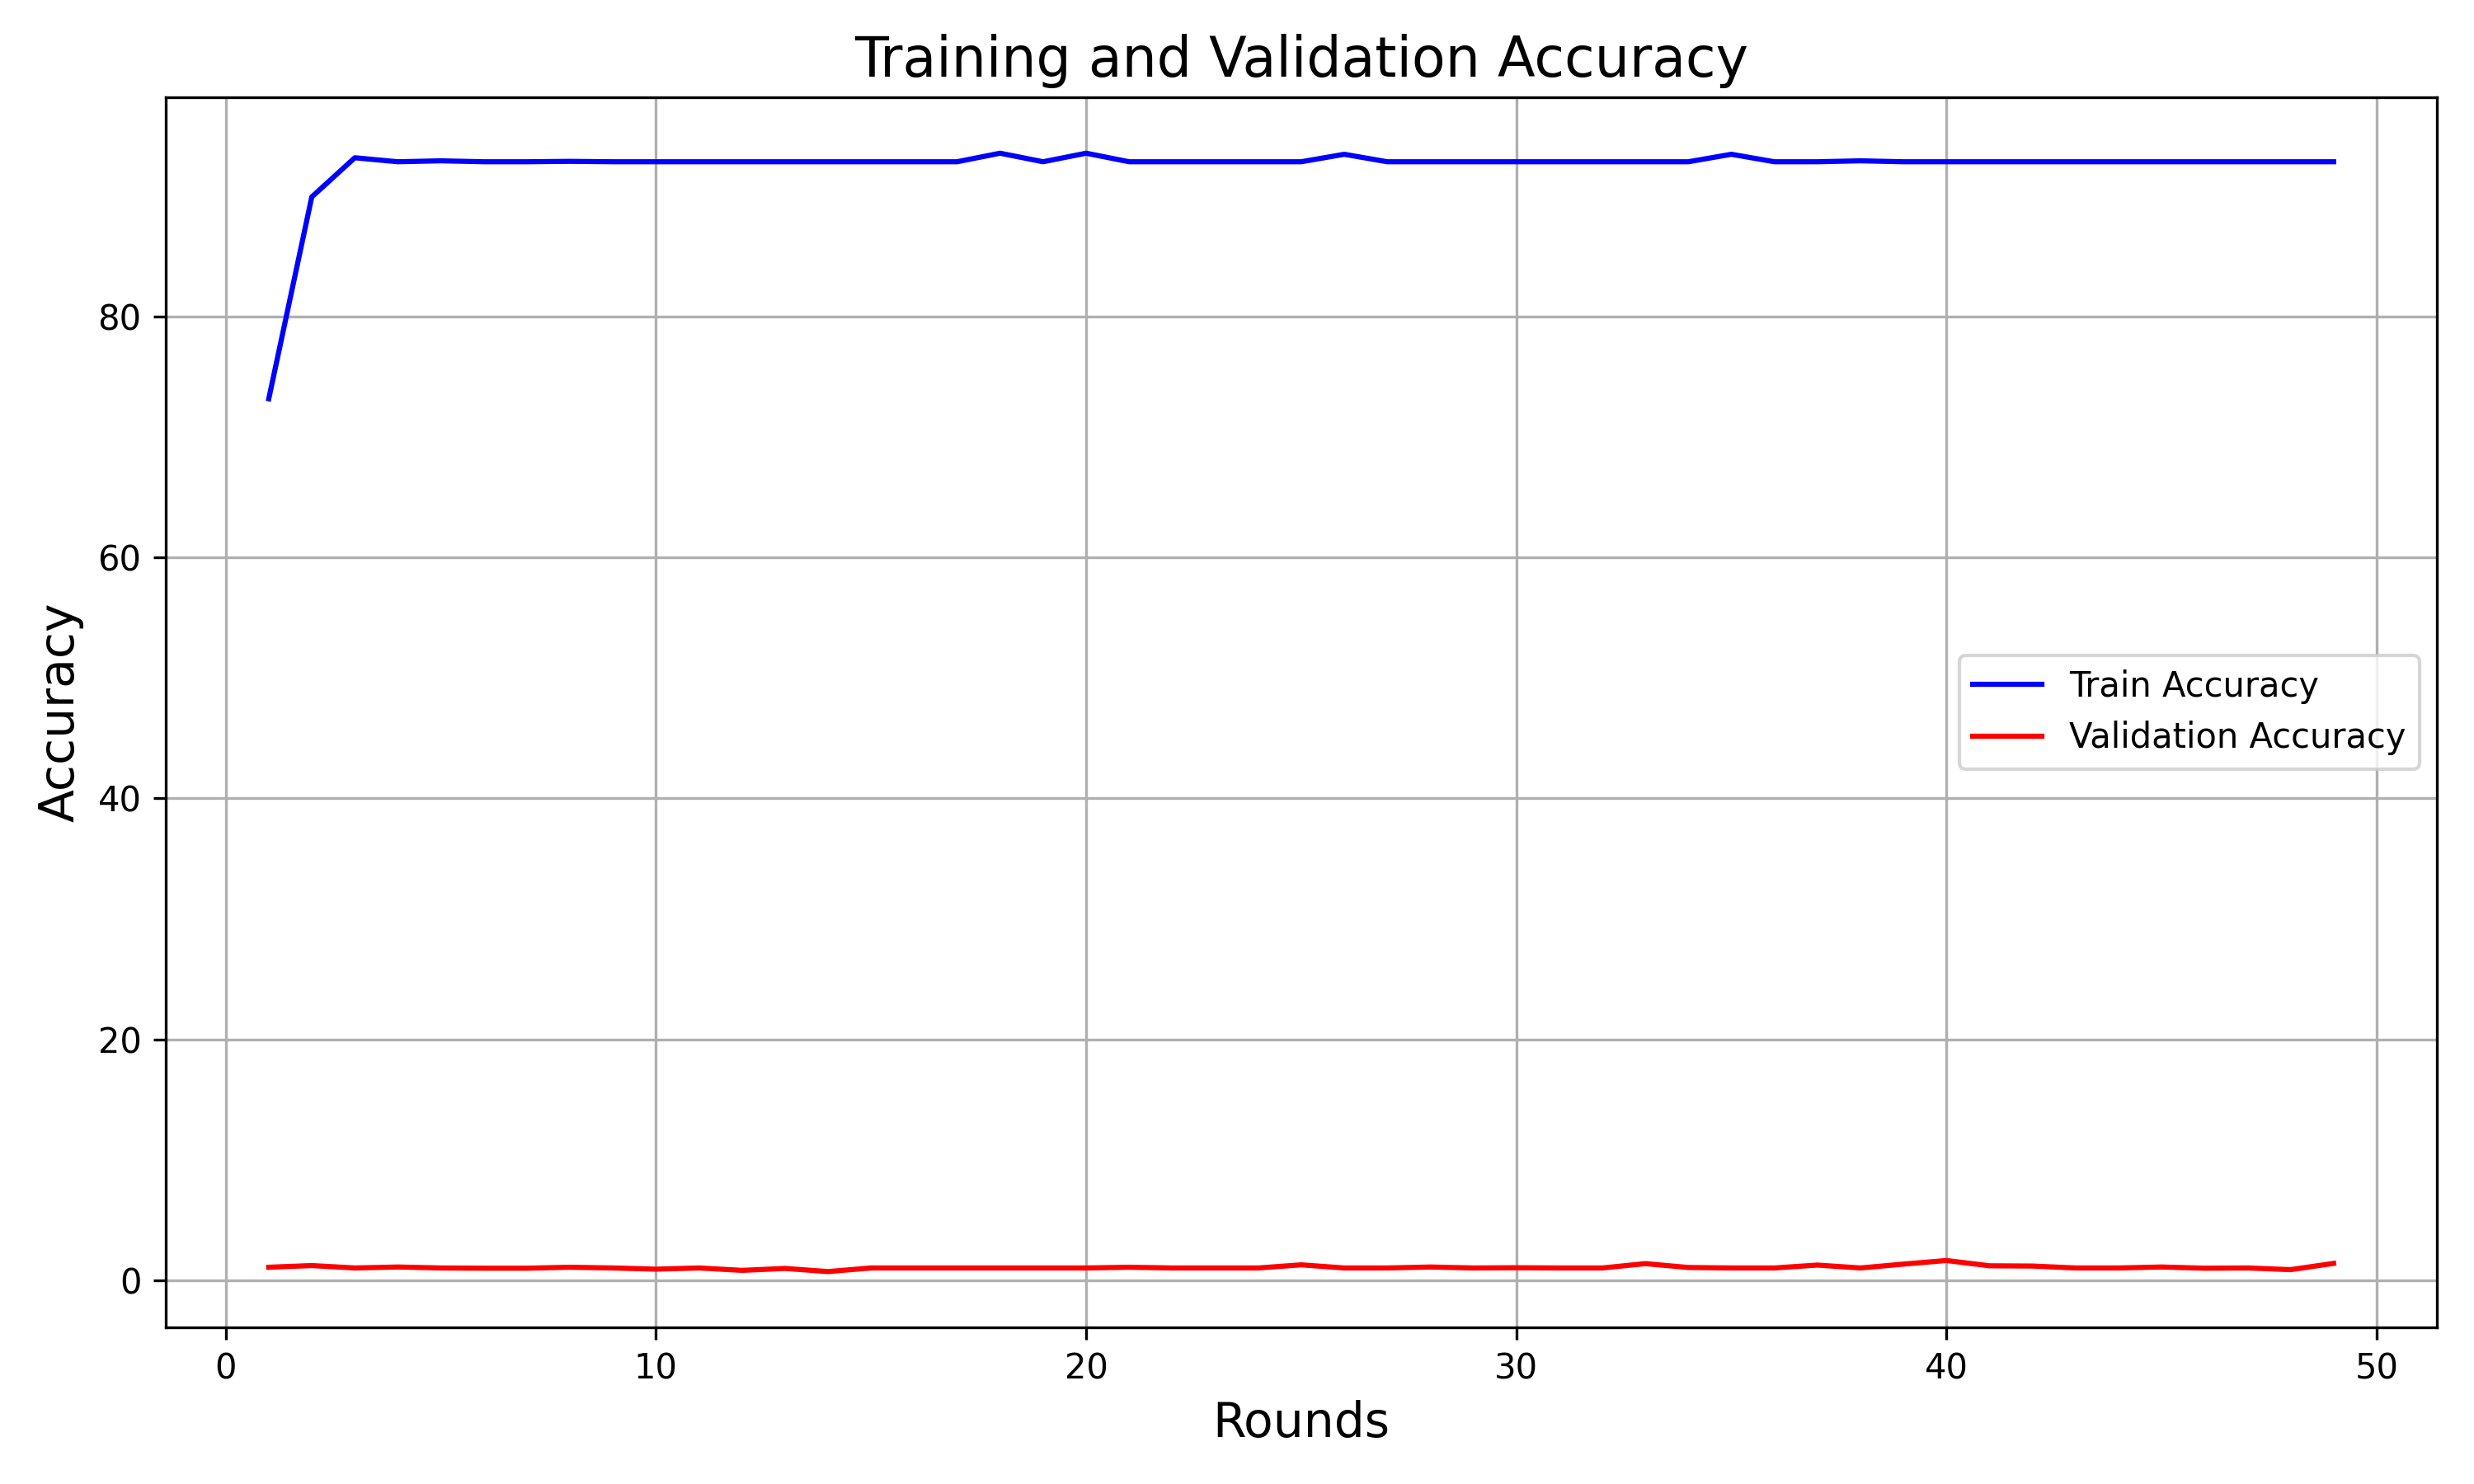 Training and Validation Accuracy
Accuracy
80
60
40
20
0
Train Accuracy
Validation Accuracy
0 10 20 30 40 50
Rounds